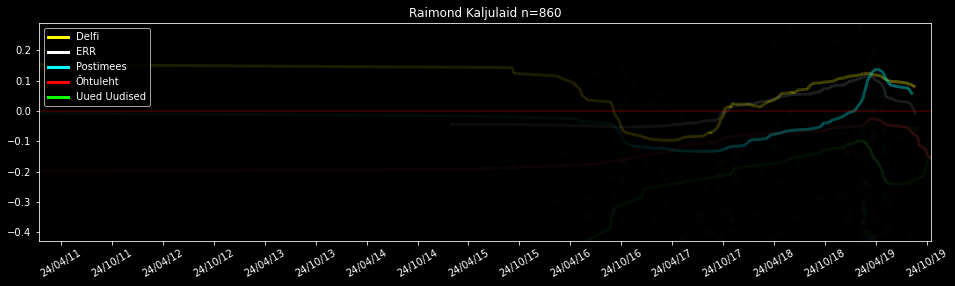 Raimond Kaljulaid n=860
Delfi
ERR
Postimees
Õhtuleht
Uued Uudised
0.2
0.1
0.0
−0.1
−0.2
−0.3
−0.4
24/04/11 24/10/11 24/04/12 24/10/12 24/04/13 24/10/13 24/04/14 24/10/14 24/04/15 24/10/15 24/04/16 24/10/16 24/04/17 24/10/17 24/04/18 24/10/18 24/04/19 24/10/19